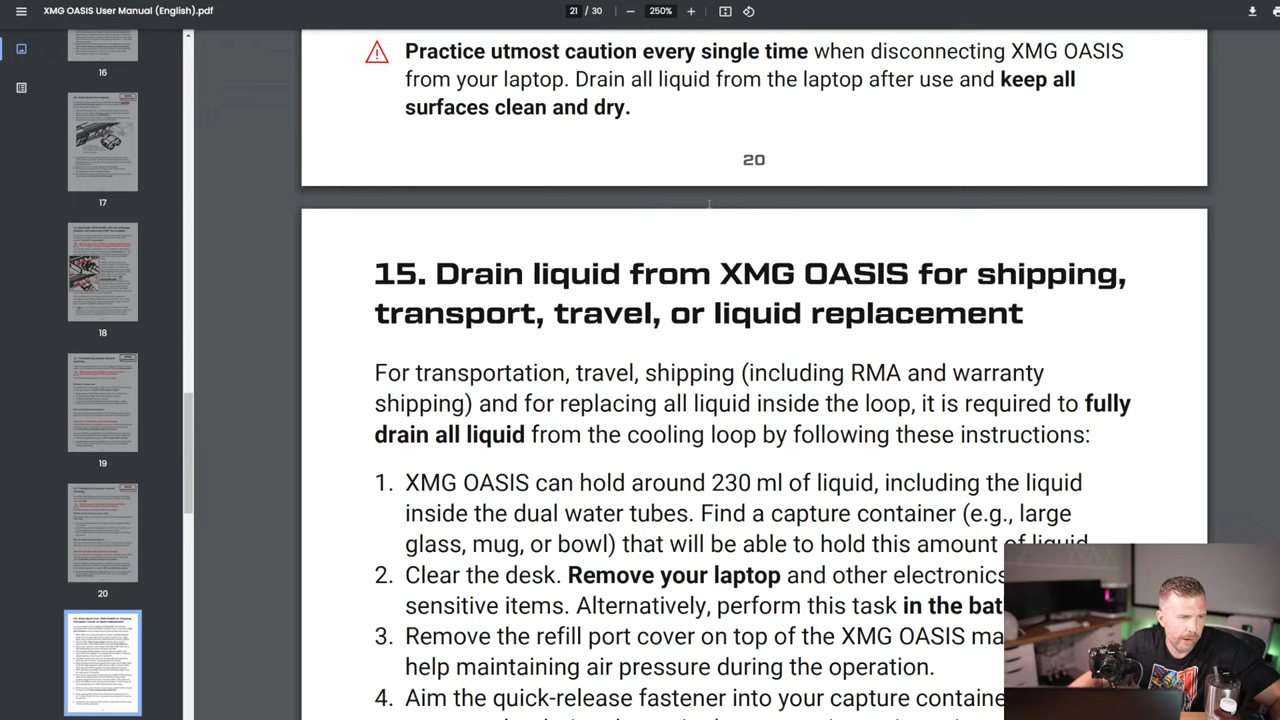 XMG OASIS User Manual (English).pdf
21 / 30
250%
16
17
18
19
20
Practice utmost caution every single time when disconnecting XMG OASIS
from your laptop. Drain all liquid from the laptop after use and keep all
surfaces clean and dry.
20
15. Drain liquid from XMG OASIS for shipping,
transport, travel, or liquid replacement
For transportation, travel, shipping (including RMA and warranty
shipping) and for replacing all liquid inside the loop, it is required to fully
drain all liquid from the cooling loop by following these instructions:
1. XMG OASIS can hold around 230 ml of liquid, including the liquid
inside the dual water tubes. Find a capture container (e.g., large
glass, mug or bowl) that will be able to hold this amount of liquid
2. Clear the desk. Remove your laptop and other electronics
sensitive items. Alternatively, perform this task in the bat
3. Remove the fill port cover on top of the XMG OASIS ma
help maintaining air pressure during the operation.
4. Aim the quick-release fastener into your capture containe